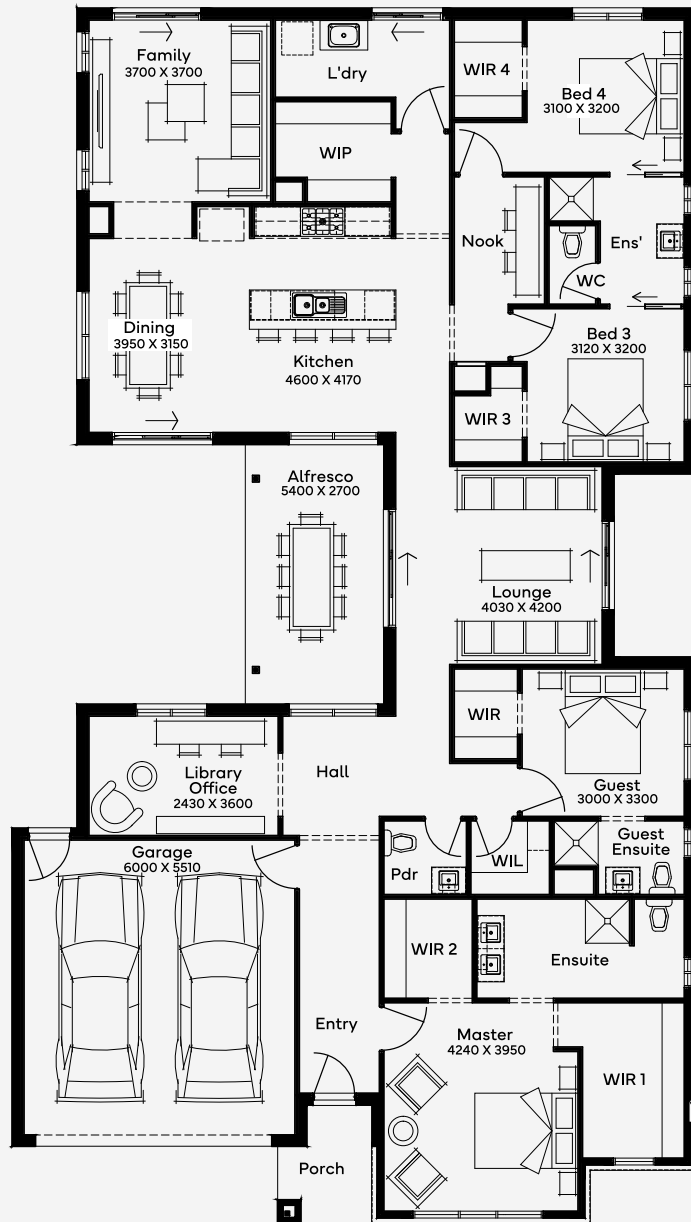 Family
3700 X 3700
L'dry
WIR 4
Bed 4
3100 X 3200
WIP
Nook
Ens'
WC
Dining
3950 X 3150
Kitchen
4600 X 4170
Bed 3
3120 X 3200
WIR 3
Alfresco
5400 X 2700
Lounge
4030 X 4200
WIR
Guest
3000 X 3300
Library
Office
2430 X 3600
Hall
Garage
6000 X 5510
Pdr
WIL
Guest
Ensuite
WIR 2
Ensuite
Entry
Master
4240 X 3950
WIR 1
Porch